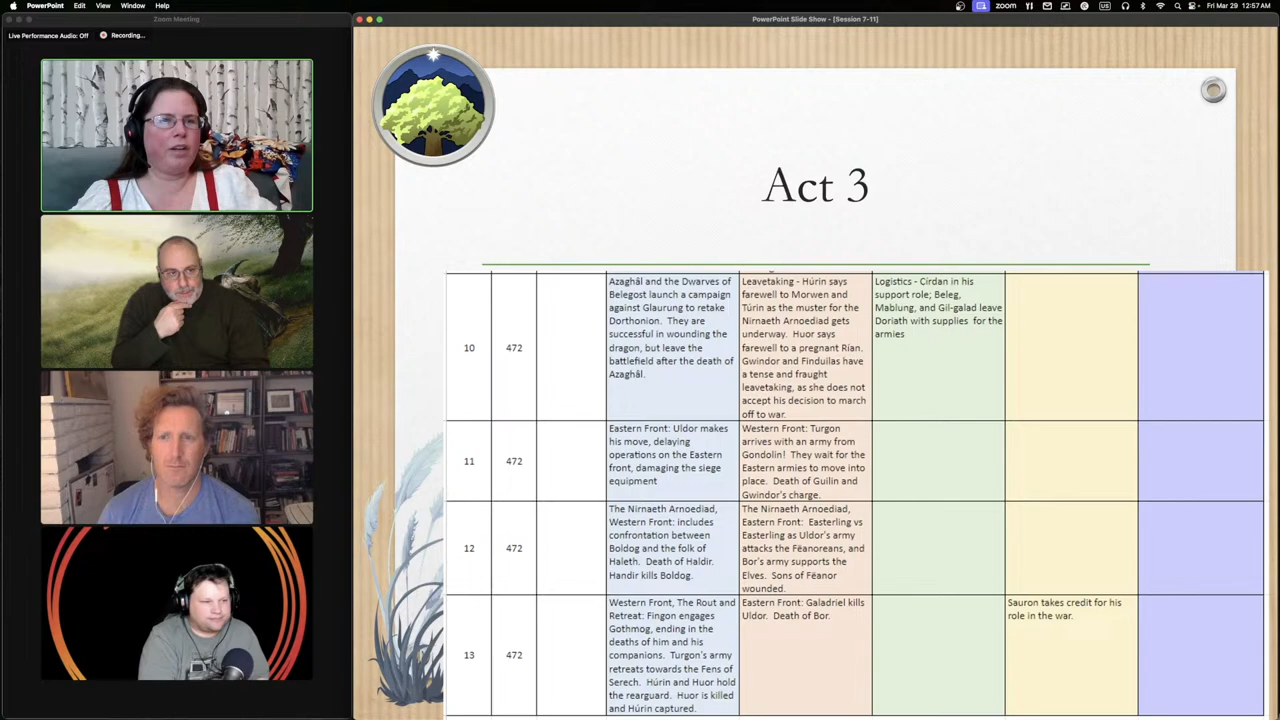 PowerPoint Edit View Window Help
zoom
US
Fri Mar 29 12:57 AM
Zoom Meeting
Live Performance Audio: Off
Recording...
PowerPoint Slide Show - [Session 7-11]
Act 3
10
472
Azaghâl and the Dwarves of
Belegost launch a campaign
against Glaurung to retake
Dorthonion. They are
successful in wounding the
dragon, but leave the
battlefield after the death of
Azaghâl.
Leavetaking - Húrin says
farewell to Morwen and
Túrin as the muster for the
Nirnaeth Arnoediad gets
underway. Huor says
farewell to a pregnant Rían.
Gwindor and Finduilas have
a tense and fraught
leavetaking, as she does not
accept his decision to march
off to war.
Logistics - Círdan in his
support role; Beleg,
Mablung, and Gil-galad leave
Doriath with supplies for the
armies
11
472
Eastern Front: Uldor makes
his move, delaying
operations on the Eastern
front, damaging the siege
equipment
Western Front: Turgon
arrives with an army from
Gondolin! They wait for the
Eastern armies to move into
place. Death of Guilin and
Gwindor's charge.
12
472
The Nirnaeth Arnoediad,
Western Front: includes
confrontation between
Boldog and the folk of
Haleth. Death of Haldir.
Handir kills Boldog.
The Nirnaeth Arnoediad,
Eastern Front: Easterling vs
Easterling as Uldor's army
attacks the Fëanoreans, and
Bor's army supports the
Elves. Sons of Fëanor
wounded.
13
472
Western Front, The Rout and
Retreat: Fingon engages
Gothmog, ending in the
deaths of him and his
companions. Turgon's army
retreats towards the Fens of
Serech. Húrin and Huor hold
the rearguard. Huor is killed
and Húrin captured.
Eastern Front: Galadriel kills
Uldor. Death of Bor.
Sauron takes credit for his
role in the war.